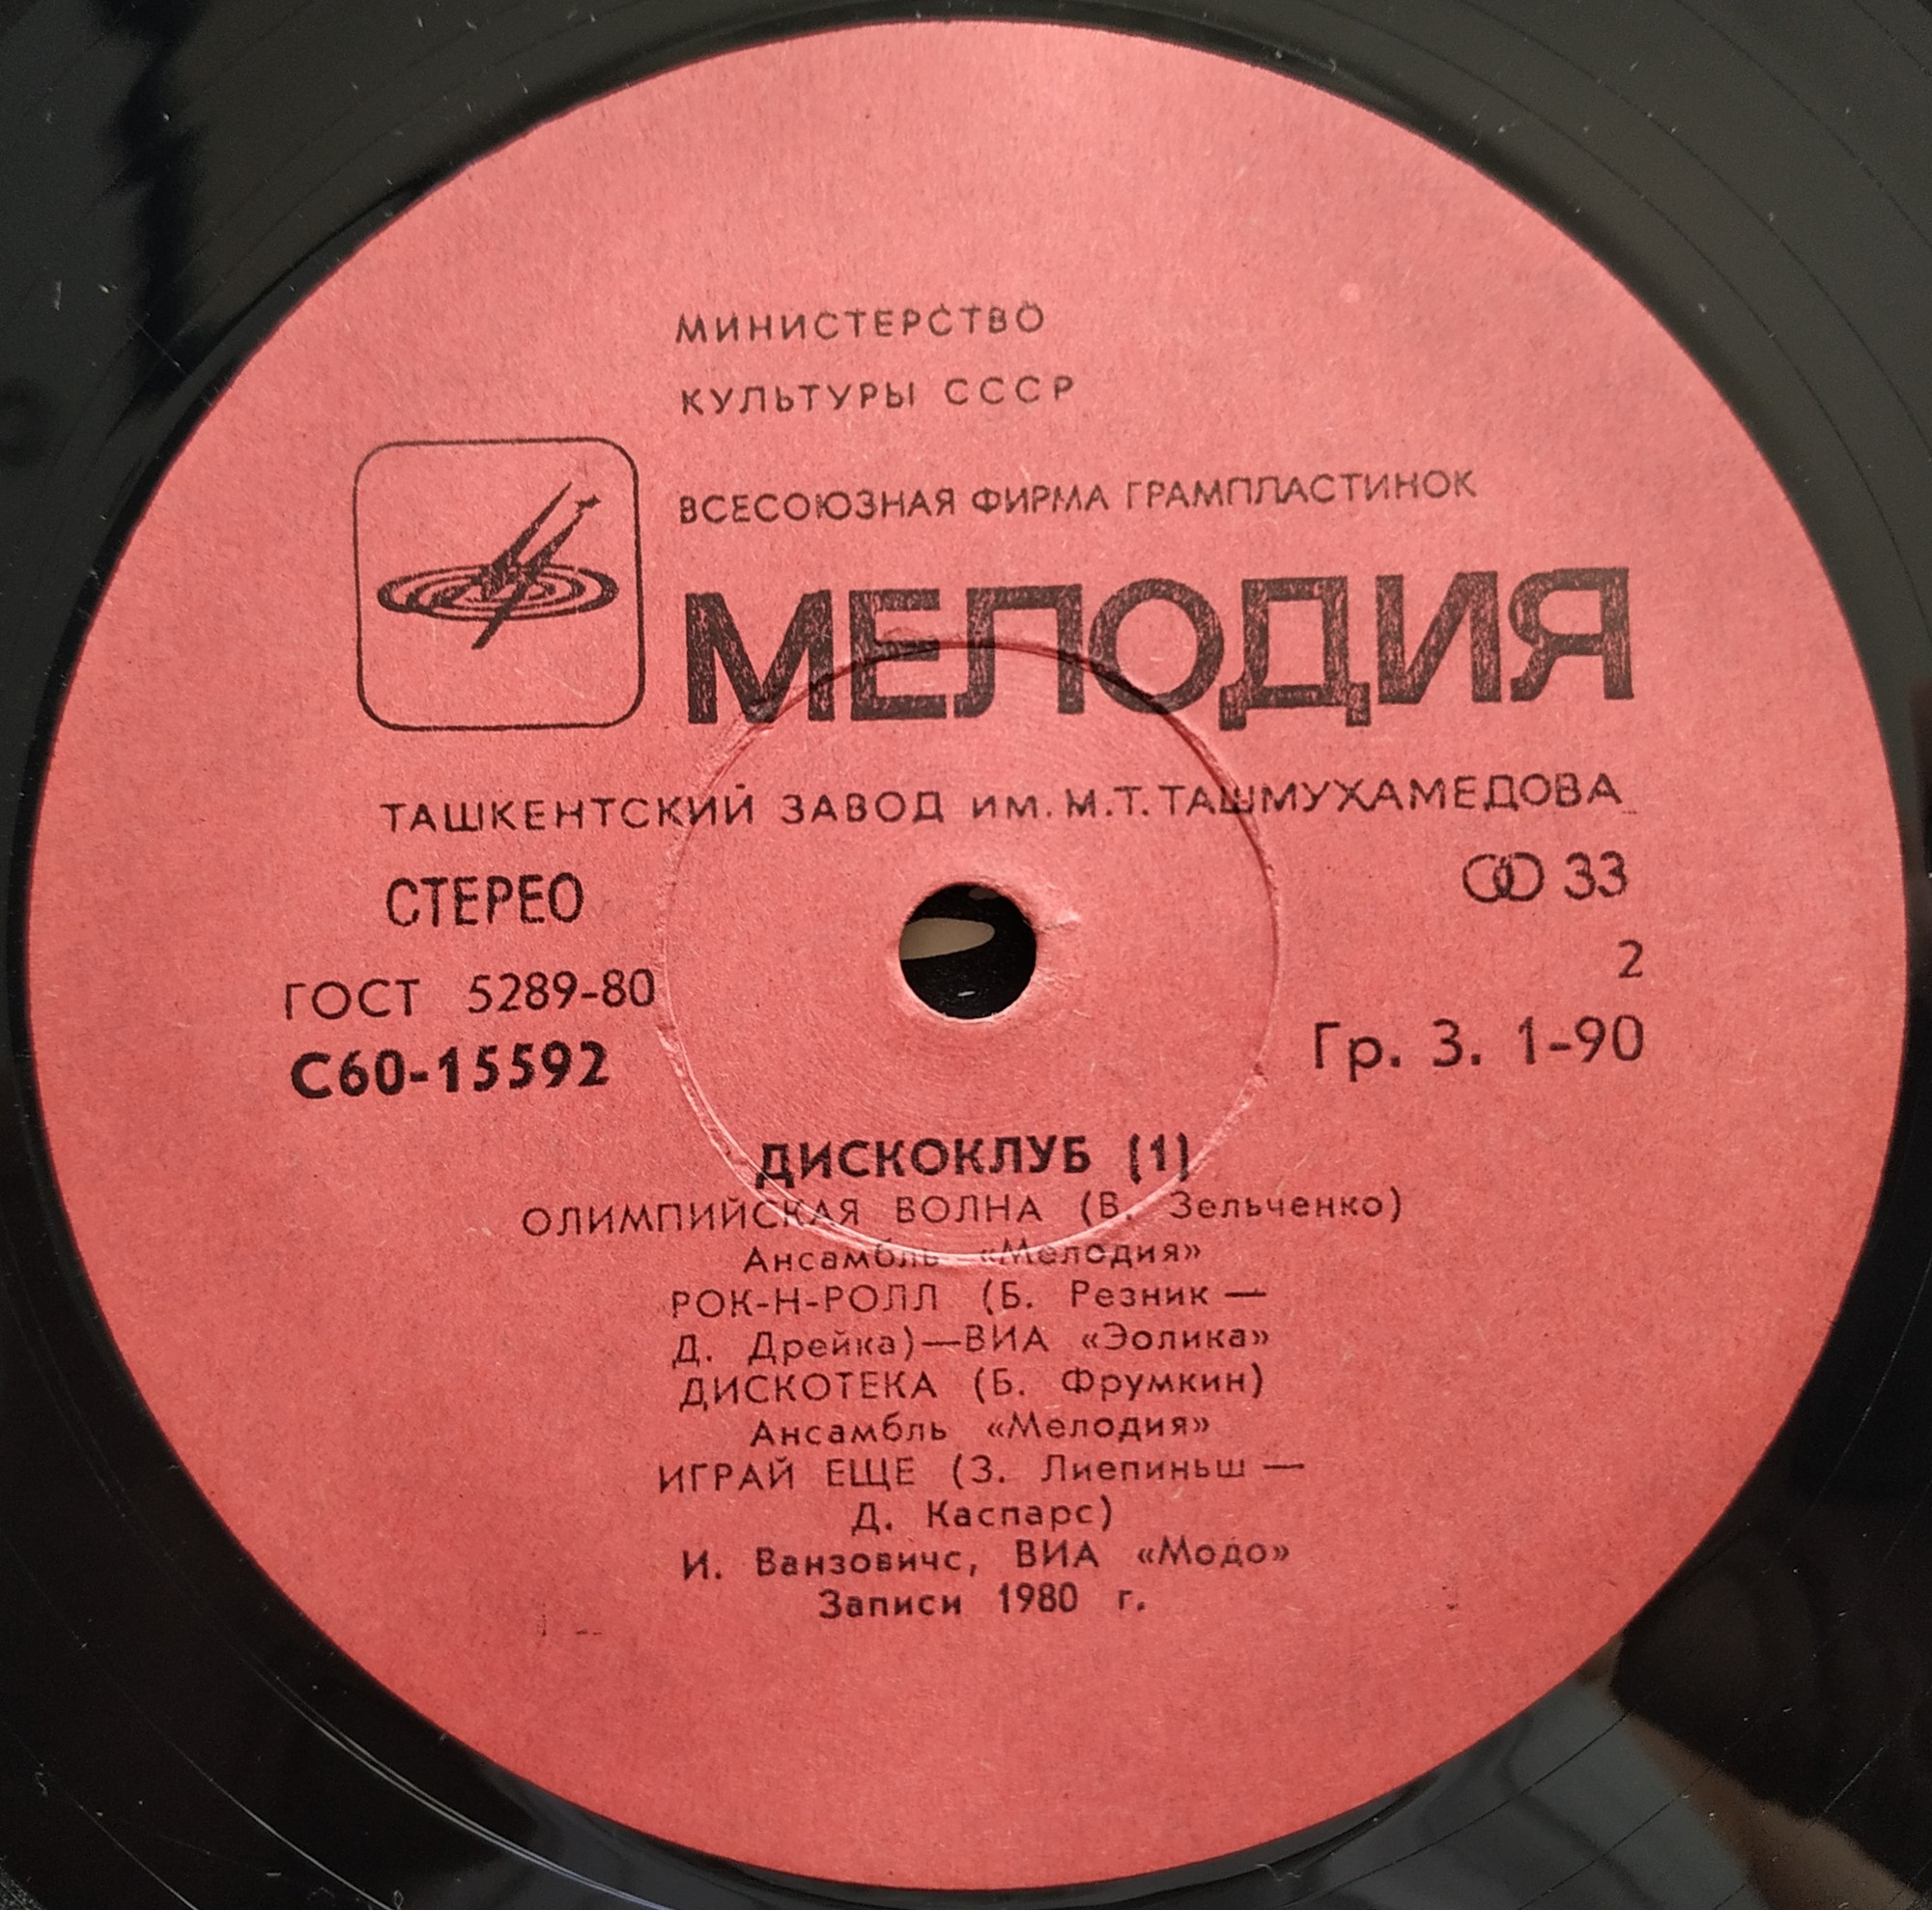 МИНИСТЕРСТВО
КУЛЬТУРЫ СССР
ВСЕСОЮЗНАЯ ФИРМА ГРАМПЛАСТИНОК
МЕЛОДИЯ
ТАШКЕНТСКИЙ ЗАВОД ИМ. М.Т. ТАШМУХАМЕДОВА
СТЕРЕО
33
2
ГОСТ 5289-80
С60-15592
Гр. 3. 1-90
ДИСКОКЛУБ (1)
ОЛИМПИЙСКАЯ ВОЛНА (В. Зельченко)
Ансамбль «Мелодия»
РОК-Н-РОЛЛ (Б. Резник —
Д. Дрейка)—ВИА «Эолика»
ДИСКОТЕКА (Б. Фрумкин)
Ансамбль «Мелодия»
ИГРАЙ ЕЩЕ (З. Лиепиньш —
Д. Каспарс)
И. Ванзовичс, ВИА «Модо»
Записи 1980 г.